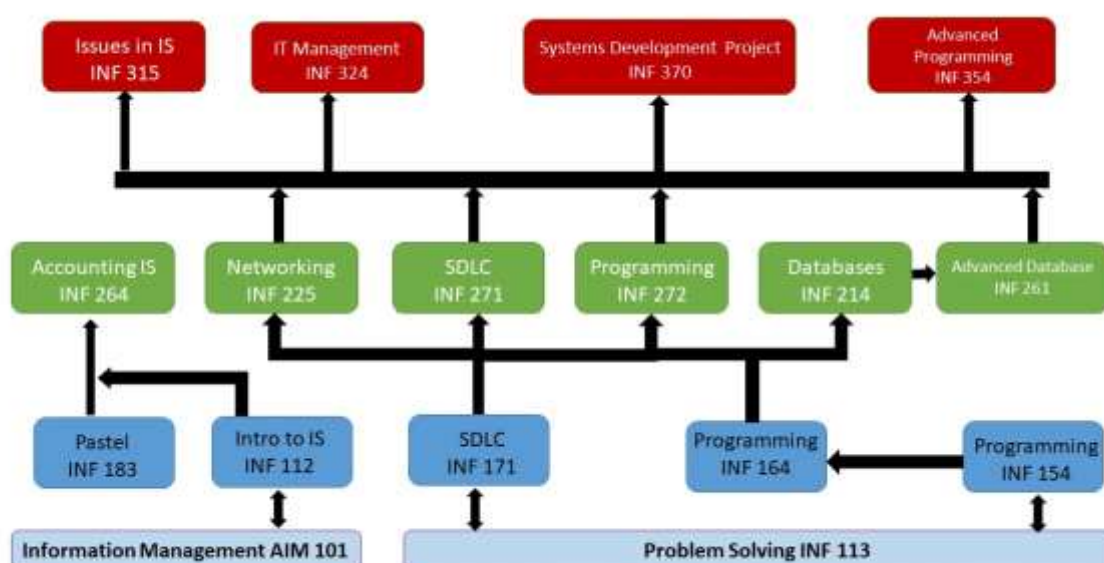 Issues in IS
INF 315
IT Management
INF 324
Systems Development Project
INF 370
Advanced
Programming
INF 354
Accounting IS
INF 264
Networking
INF 225
SDLC
INF 271
Programming
INF 272
Databases
INF 214
Advanced Database
INF 261
Pastel
INF 183
Intro to IS
INF 112
SDLC
INF 171
Programming
INF 164
Programming
INF 154
Information Management AIM 101
Problem Solving INF 113